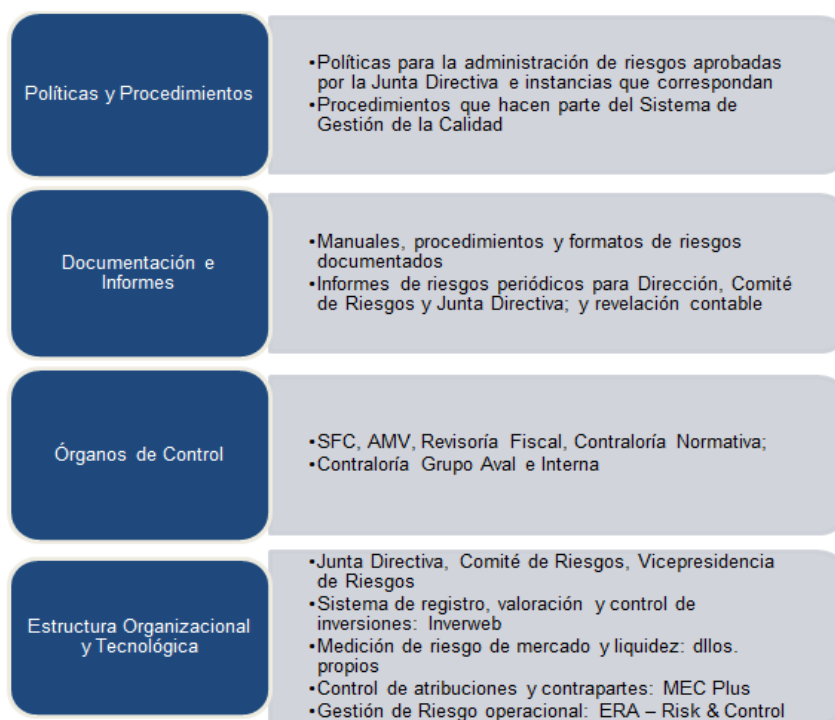 Políticas y Procedimientos
•Políticas para la administración de riesgos aprobadas
por la Junta Directiva e instancias que correspondan
•Procedimientos que hacen parte del Sistema de
Gestión de la Calidad
Documentación e
Informes
•Manuales, procedimientos y formatos de riesgos
documentados
•Informes de riesgos periódicos para Dirección, Comité
de Riesgos y Junta Directiva; y revelación contable
Órganos de Control
•SFC, AMV, Revisoría Fiscal, Contraloría Normativa;
•Contraloría Grupo Aval e Interna
Estructura Organizacional
y Tecnológica
•Junta Directiva, Comité de Riesgos, Vicepresidencia
de Riesgos
•Sistema de registro, valoración y control de
inversiones: Inverweb
•Medición de riesgo de mercado y liquidez: dllos.
propios
•Control de atribuciones y contrapartes: MEC Plus
•Gestión de Riesgo operacional: ERA – Risk & Control